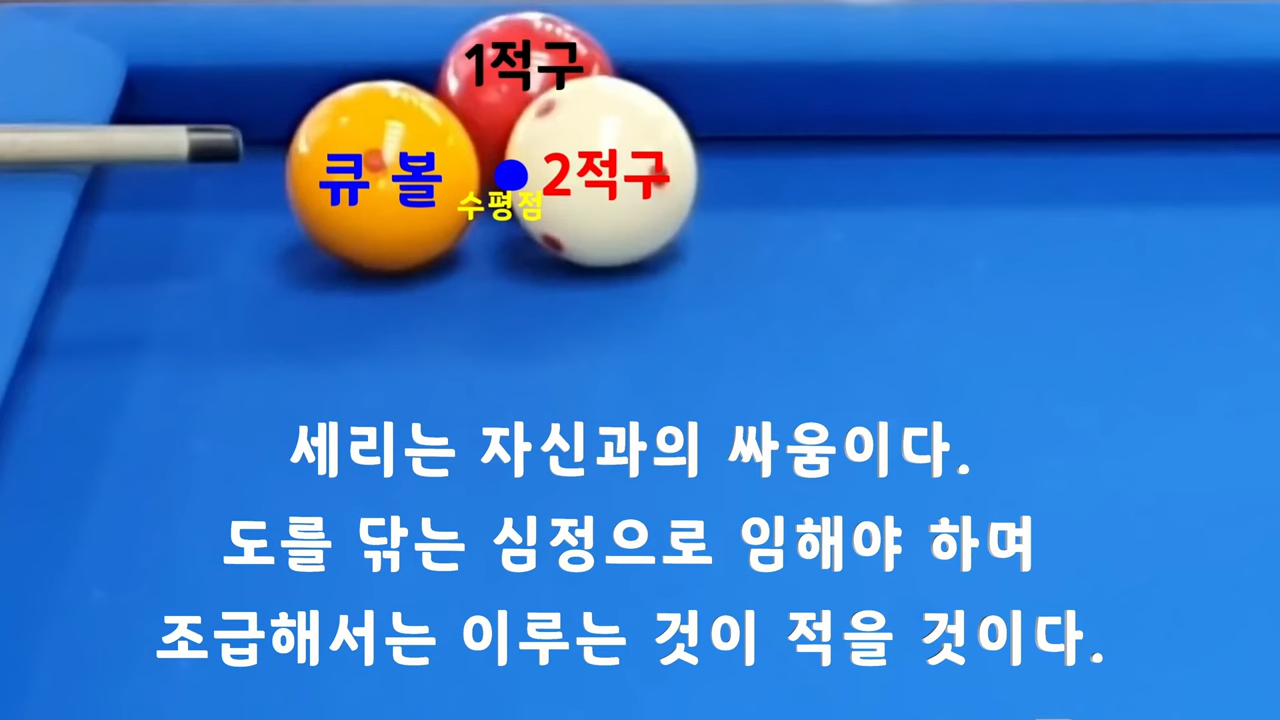 1적구
큐 볼
2적구
수평점
세리는 자신과의 싸움이다.
도를 닦는 심정으로 임해야 하며
조급해서는 이루는 것이 적을 것이다.